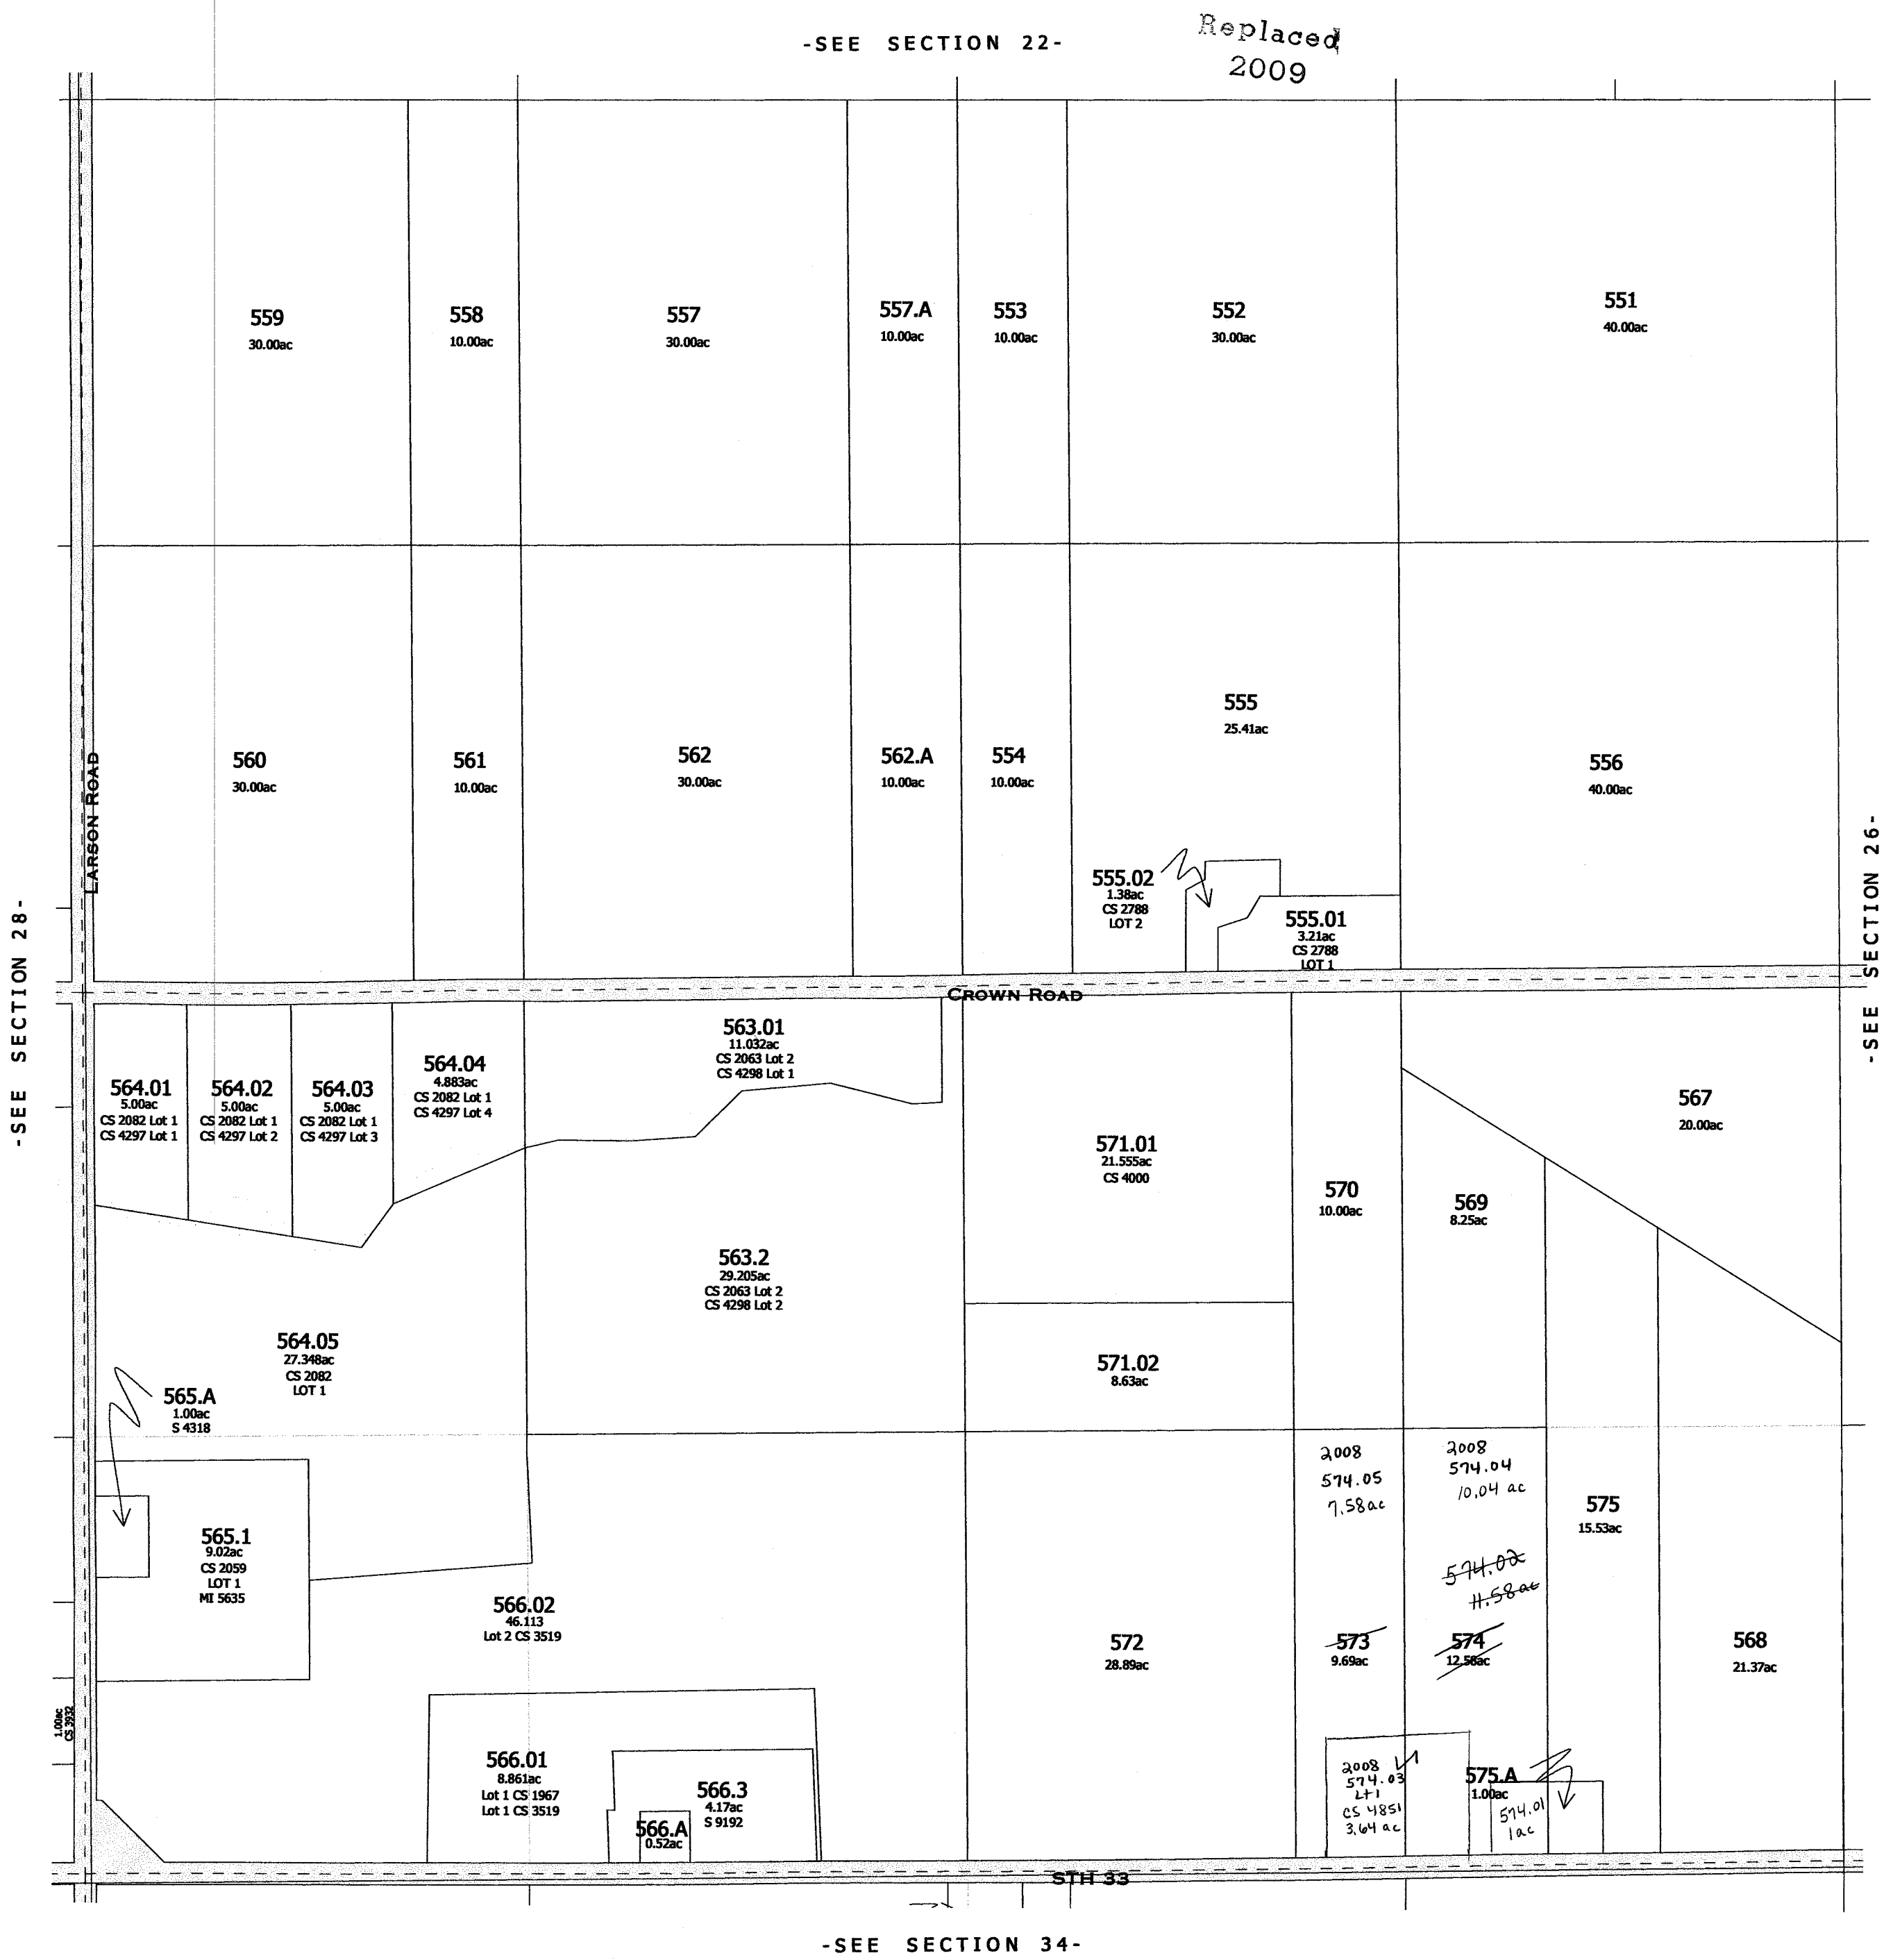 -SEE SECTION 22-
Replaced
2009
559
30.00ac
558
10.00ac
557
30.00ac
557.A
10.00ac
553
10.00ac
552
30.00ac
551
40.00ac
LARSON ROAD
560
30.00ac
561
10.00ac
562
30.00ac
562.A
10.00ac
554
10.00ac
555
25.41ac
556
40.00ac
555.02
1.38ac
CS 2788
LOT 2
555.01
3.21ac
CS 2788
LOT 1
-SEE SECTION 28-
-SEE SECTION 26-
CROWN ROAD
564.01
5.00ac
CS 2082 Lot 1
CS 4297 Lot 1
564.02
5.00ac
CS 2082 Lot 1
CS 4297 Lot 2
564.03
5.00ac
CS 2082 Lot 1
CS 4297 Lot 3
564.04
4.883ac
CS 2082 Lot 1
CS 4297 Lot 4
563.01
11.032ac
CS 2063 Lot 2
CS 4298 Lot 1
571.01
21.555ac
CS 4000
570
10.00ac
569
8.25ac
567
20.00ac
563.2
29.205ac
CS 2063 Lot 2
CS 4298 Lot 2
564.05
27.348ac
CS 2082
LOT 1
571.02
8.63ac
565.A
1.00ac
S 4318
565.1
9.02ac
CS 2059
LOT 1
MI 5635
566.02
46.113
Lot 2 CS 3519
572
28.89ac
2008
574.05
7.58ac
573
9.69ac
2008
574.04
10.04 ac
574.02
11.58ac
574
12.58ac
575
15.53ac
568
21.37ac
1.00ac
CS 3932
566.01
8.861ac
Lot 1 CS 1967
Lot 1 CS 3519
566.3
4.17ac
S 9192
566.A
0.52ac
2008
574.03
Lt 1
CS 4851
3.64 ac
575.A
1.00ac
574.01
1ac
STH 33
-SEE SECTION 34-